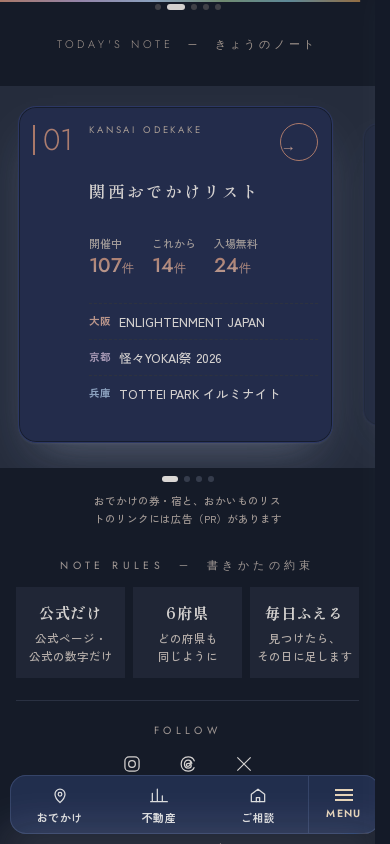 TODAY'S NOTE — きょうのノート
01
KANSAI ODEKAKE
→
関西おでかけリスト
開催中 これから 入場無料
107件 14件 24件
大阪 ENLIGHTENMENT JAPAN
京都 怪々YOKAI祭 2026
兵庫 TOTTEI PARK イルミナイト
おでかけの券・宿と、おかいものリス
トのリンクには広告（PR）があります
NOTE RULES — 書きかたの約束
公式だけ 6府県 毎日ふえる
公式ページ・ どの府県も 見つけたら、
公式の数字だけ 同じように その日に足します
FOLLOW
おでかけ 不動産 ご相談 MENU